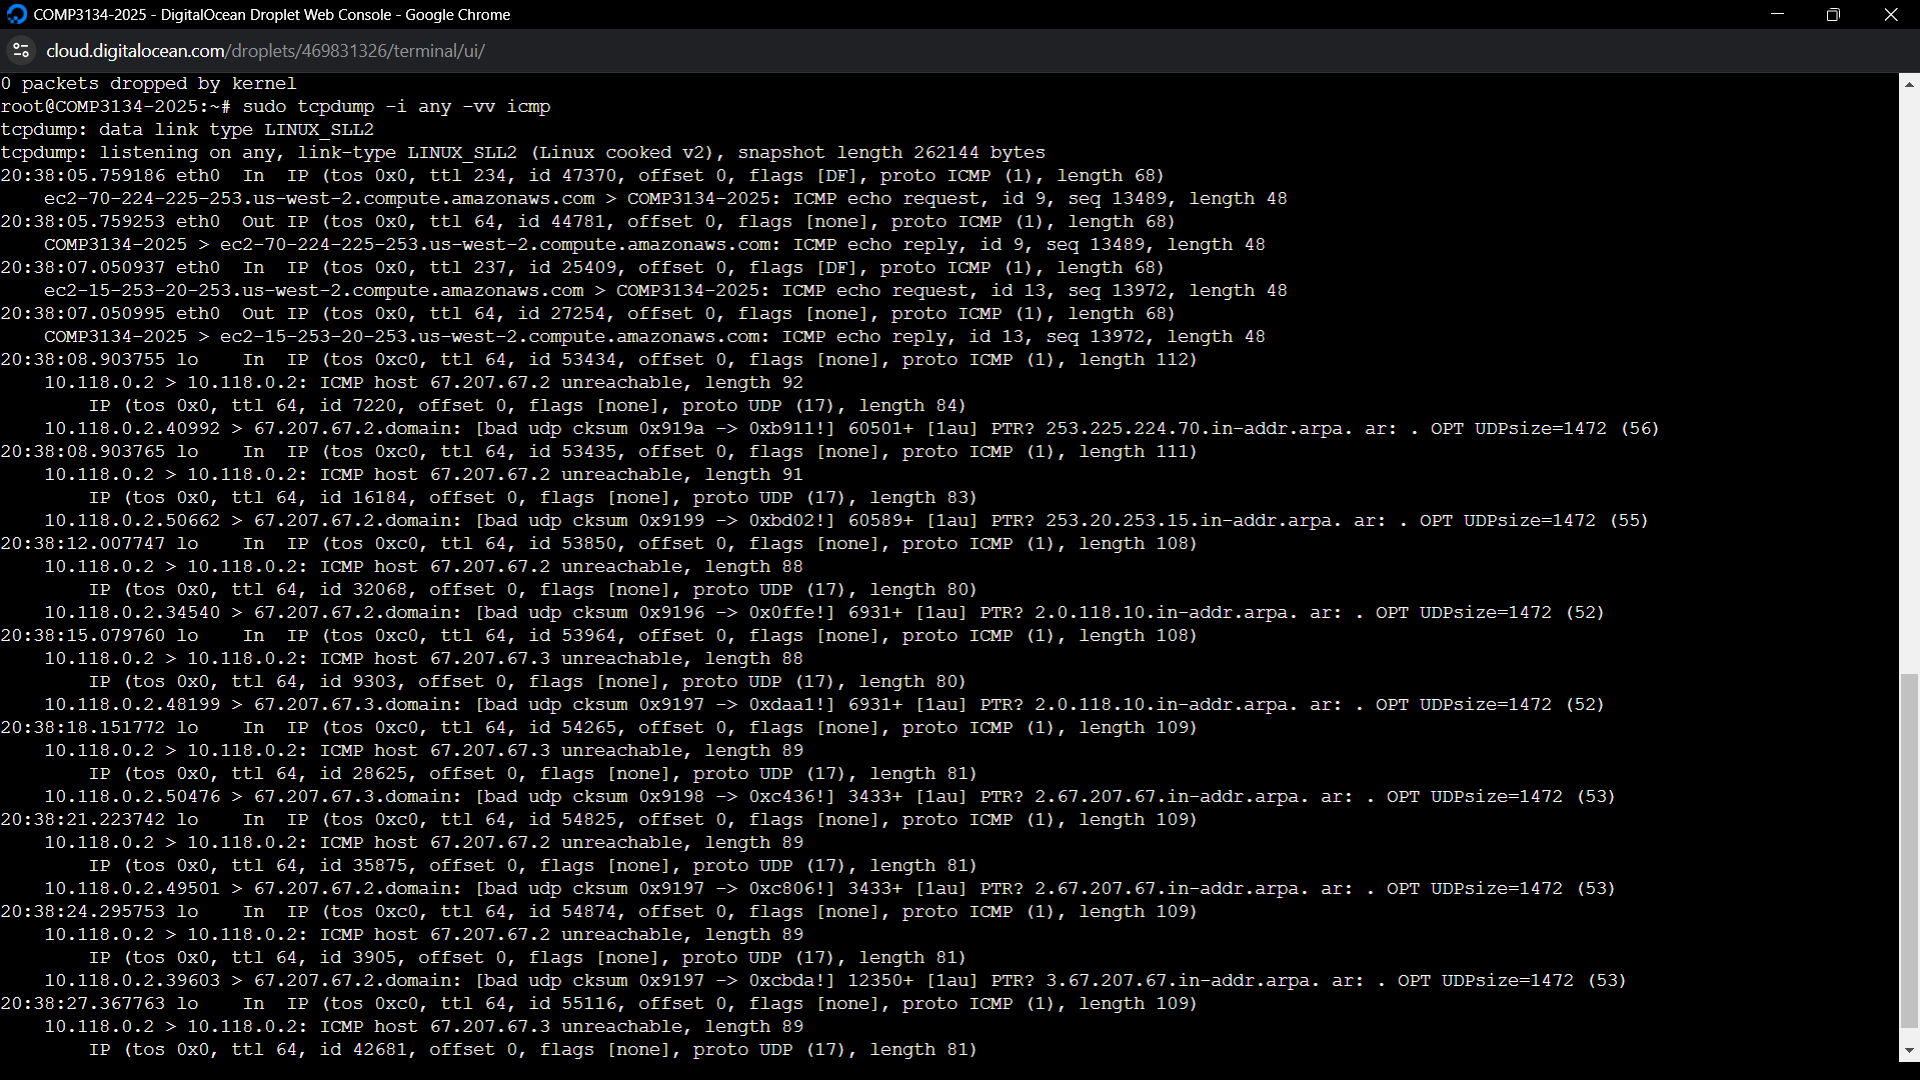 COMP3134-2025 - DigitalOcean Droplet Web Console - Google Chrome
cloud.digitalocean.com/droplets/469831326/terminal/ui/
0 packets dropped by kernel
root@COMP3134-2025:~# sudo tcpdump -i any -vv icmp
tcpdump: data link type LINUX_SLL2
tcpdump: listening on any, link-type LINUX_SLL2 (Linux cooked v2), snapshot length 262144 bytes
20:38:05.759186 eth0  In  IP (tos 0x0, ttl 234, id 47370, offset 0, flags [DF], proto ICMP (1), length 68)
    ec2-70-224-225-253.us-west-2.compute.amazonaws.com > COMP3134-2025: ICMP echo request, id 9, seq 13489, length 48
20:38:05.759253 eth0  Out IP (tos 0x0, ttl 64, id 44781, offset 0, flags [none], proto ICMP (1), length 68)
    COMP3134-2025 > ec2-70-224-225-253.us-west-2.compute.amazonaws.com: ICMP echo reply, id 9, seq 13489, length 48
20:38:07.050937 eth0  In  IP (tos 0x0, ttl 237, id 25409, offset 0, flags [DF], proto ICMP (1), length 68)
    ec2-15-253-20-253.us-west-2.compute.amazonaws.com > COMP3134-2025: ICMP echo request, id 13, seq 13972, length 48
20:38:07.050995 eth0  Out IP (tos 0x0, ttl 64, id 27254, offset 0, flags [none], proto ICMP (1), length 68)
    COMP3134-2025 > ec2-15-253-20-253.us-west-2.compute.amazonaws.com: ICMP echo reply, id 13, seq 13972, length 48
20:38:08.903755 lo    In  IP (tos 0xc0, ttl 64, id 53434, offset 0, flags [none], proto ICMP (1), length 112)
    10.118.0.2 > 10.118.0.2: ICMP host 67.207.67.2 unreachable, length 92
        IP (tos 0x0, ttl 64, id 7220, offset 0, flags [none], proto UDP (17), length 84)
    10.118.0.2.40992 > 67.207.67.2.domain: [bad udp cksum 0x919a -> 0xb911!] 60501+ [1au] PTR? 253.225.224.70.in-addr.arpa. ar: . OPT UDPsize=1472 (56)
20:38:08.903765 lo    In  IP (tos 0xc0, ttl 64, id 53435, offset 0, flags [none], proto ICMP (1), length 111)
    10.118.0.2 > 10.118.0.2: ICMP host 67.207.67.2 unreachable, length 91
        IP (tos 0x0, ttl 64, id 16184, offset 0, flags [none], proto UDP (17), length 83)
    10.118.0.2.50662 > 67.207.67.2.domain: [bad udp cksum 0x9199 -> 0xbd02!] 60589+ [1au] PTR? 253.20.253.15.in-addr.arpa. ar: . OPT UDPsize=1472 (55)
20:38:12.007747 lo    In  IP (tos 0xc0, ttl 64, id 53850, offset 0, flags [none], proto ICMP (1), length 108)
    10.118.0.2 > 10.118.0.2: ICMP host 67.207.67.2 unreachable, length 88
        IP (tos 0x0, ttl 64, id 32068, offset 0, flags [none], proto UDP (17), length 80)
    10.118.0.2.34540 > 67.207.67.2.domain: [bad udp cksum 0x9196 -> 0x0ffe!] 6931+ [1au] PTR? 2.0.118.10.in-addr.arpa. ar: . OPT UDPsize=1472 (52)
20:38:15.079760 lo    In  IP (tos 0xc0, ttl 64, id 53964, offset 0, flags [none], proto ICMP (1), length 108)
    10.118.0.2 > 10.118.0.2: ICMP host 67.207.67.3 unreachable, length 88
        IP (tos 0x0, ttl 64, id 9303, offset 0, flags [none], proto UDP (17), length 80)
    10.118.0.2.48199 > 67.207.67.3.domain: [bad udp cksum 0x9197 -> 0xdaa1!] 6931+ [1au] PTR? 2.0.118.10.in-addr.arpa. ar: . OPT UDPsize=1472 (52)
20:38:18.151772 lo    In  IP (tos 0xc0, ttl 64, id 54265, offset 0, flags [none], proto ICMP (1), length 109)
    10.118.0.2 > 10.118.0.2: ICMP host 67.207.67.3 unreachable, length 89
        IP (tos 0x0, ttl 64, id 28625, offset 0, flags [none], proto UDP (17), length 81)
    10.118.0.2.50476 > 67.207.67.3.domain: [bad udp cksum 0x9198 -> 0xc436!] 3433+ [1au] PTR? 2.67.207.67.in-addr.arpa. ar: . OPT UDPsize=1472 (53)
20:38:21.223742 lo    In  IP (tos 0xc0, ttl 64, id 54825, offset 0, flags [none], proto ICMP (1), length 109)
    10.118.0.2 > 10.118.0.2: ICMP host 67.207.67.2 unreachable, length 89
        IP (tos 0x0, ttl 64, id 35875, offset 0, flags [none], proto UDP (17), length 81)
    10.118.0.2.49501 > 67.207.67.2.domain: [bad udp cksum 0x9197 -> 0xc806!] 3433+ [1au] PTR? 2.67.207.67.in-addr.arpa. ar: . OPT UDPsize=1472 (53)
20:38:24.295753 lo    In  IP (tos 0xc0, ttl 64, id 54874, offset 0, flags [none], proto ICMP (1), length 109)
    10.118.0.2 > 10.118.0.2: ICMP host 67.207.67.2 unreachable, length 89
        IP (tos 0x0, ttl 64, id 3905, offset 0, flags [none], proto UDP (17), length 81)
    10.118.0.2.39603 > 67.207.67.2.domain: [bad udp cksum 0x9197 -> 0xcbda!] 12350+ [1au] PTR? 3.67.207.67.in-addr.arpa. ar: . OPT UDPsize=1472 (53)
20:38:27.367763 lo    In  IP (tos 0xc0, ttl 64, id 55116, offset 0, flags [none], proto ICMP (1), length 109)
    10.118.0.2 > 10.118.0.2: ICMP host 67.207.67.3 unreachable, length 89
        IP (tos 0x0, ttl 64, id 42681, offset 0, flags [none], proto UDP (17), length 81)